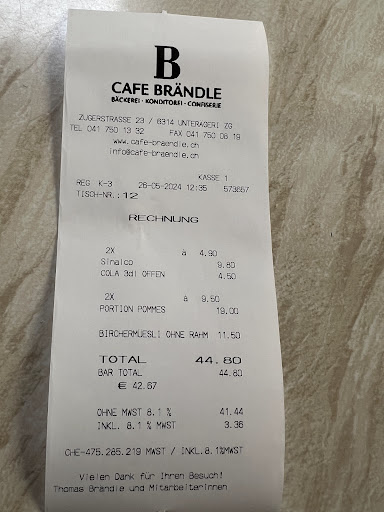 B
CAFE BRÄNDLE
BÄCKEREI · KONDITOREI · CONFISERIE
ZUGERSTRASSE 23 / 6314 UNTERAGERI ZG
TEL 041 750 13 32 FAX 041 750 08 19
www.cafe-braendle.ch
info@cafe-braendle.ch
KASSE 1
REG K-3 26-05-2024 12:35 573657
TISCH-NR.:12
RECHNUNG
2X à 4.90
Sinalco 9.80
COLA 3dl OFFEN 4.50
2X à 9.50
PORTION POMMES 19.00
BIRCHERMUESLI OHNE RAHM 11.50
TOTAL 44.80
BAR TOTAL 44.80
€ 42.67
OHNE MWST 8.1 % 41.44
INKL. 8.1 % MWST 3.36
CHE-475.285.219 MWST / INKL.8.1%MWST
Vielen Dank für Ihren Besuch!
Thomas Brändle und Mitarbeiterinnen